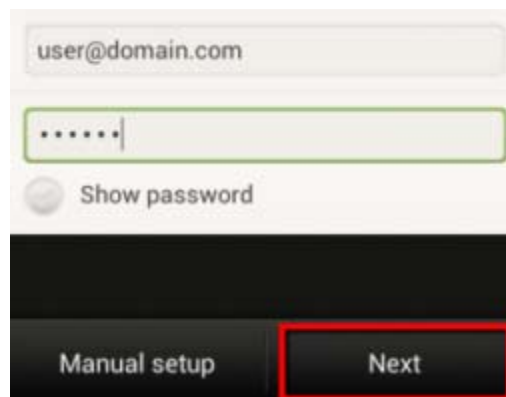 user@domain.com
••••••
Show password
Manual setup
Next